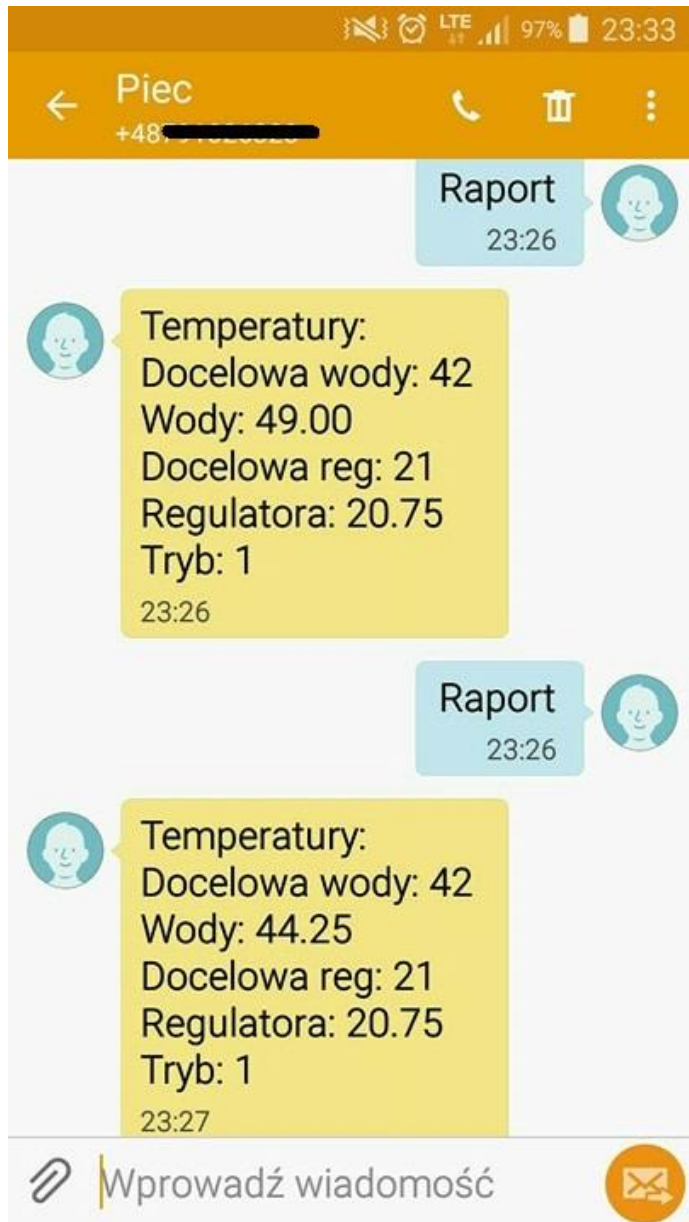 LTE 97% 23:33
Piec
+48
Raport
23:26
Temperatury:
Docelowa wody: 42
Wody: 49.00
Docelowa reg: 21
Regulatora: 20.75
Tryb: 1
23:26
Raport
23:26
Temperatury:
Docelowa wody: 42
Wody: 44.25
Docelowa reg: 21
Regulatora: 20.75
Tryb: 1
23:27
Wprowadź wiadomość